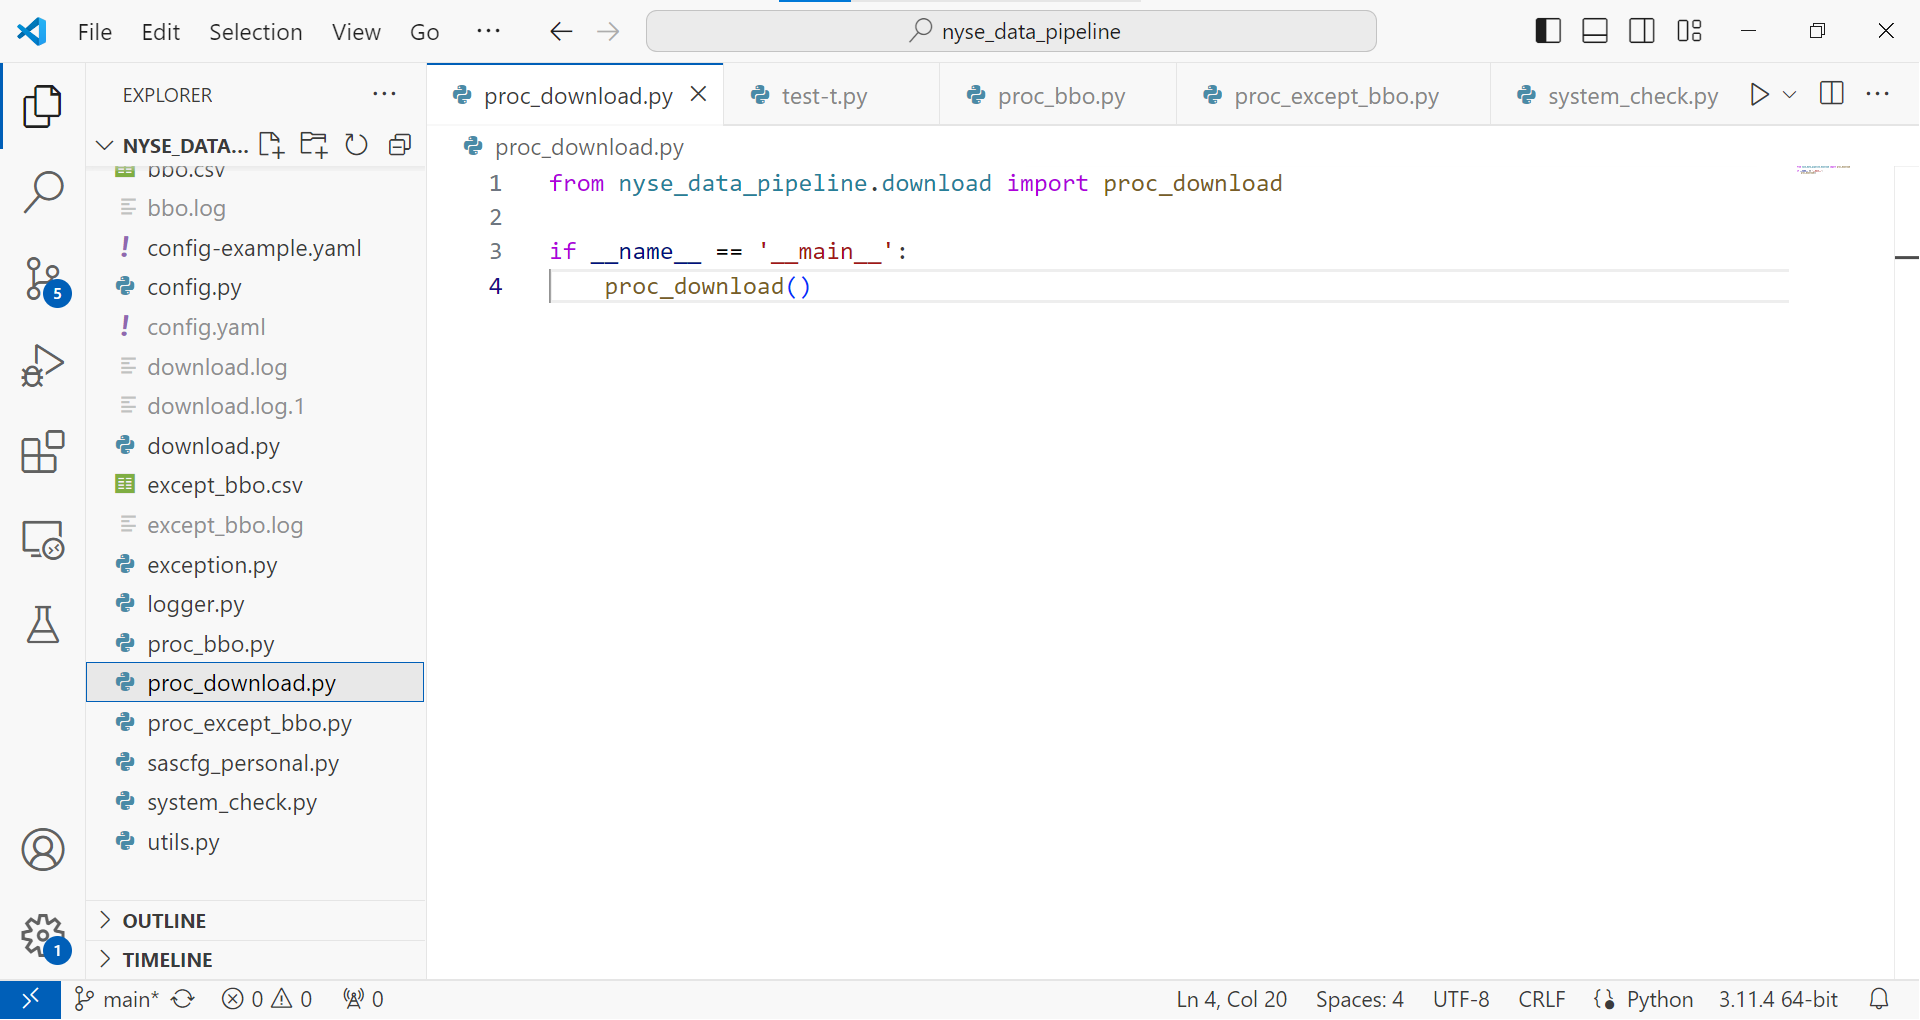 File Edit Selection View Go ··· nyse_data_pipeline
EXPLORER ···
NYSE_DATA...
bbo.csv
bbo.log
config-example.yaml
config.py
config.yaml
download.log
download.log.1
download.py
except_bbo.csv
except_bbo.log
exception.py
logger.py
proc_bbo.py
proc_download.py
proc_except_bbo.py
sascfg_personal.py
system_check.py
utils.py
OUTLINE
TIMELINE
5
1
proc_download.py test-t.py proc_bbo.py proc_except_bbo.py system_check.py ···
proc_download.py
1 from nyse_data_pipeline.download import proc_download
2
3 if __name__ == '__main__':
4 proc_download()
main* 0 0 0 Ln 4, Col 20 Spaces: 4 UTF-8 CRLF Python 3.11.4 64-bit